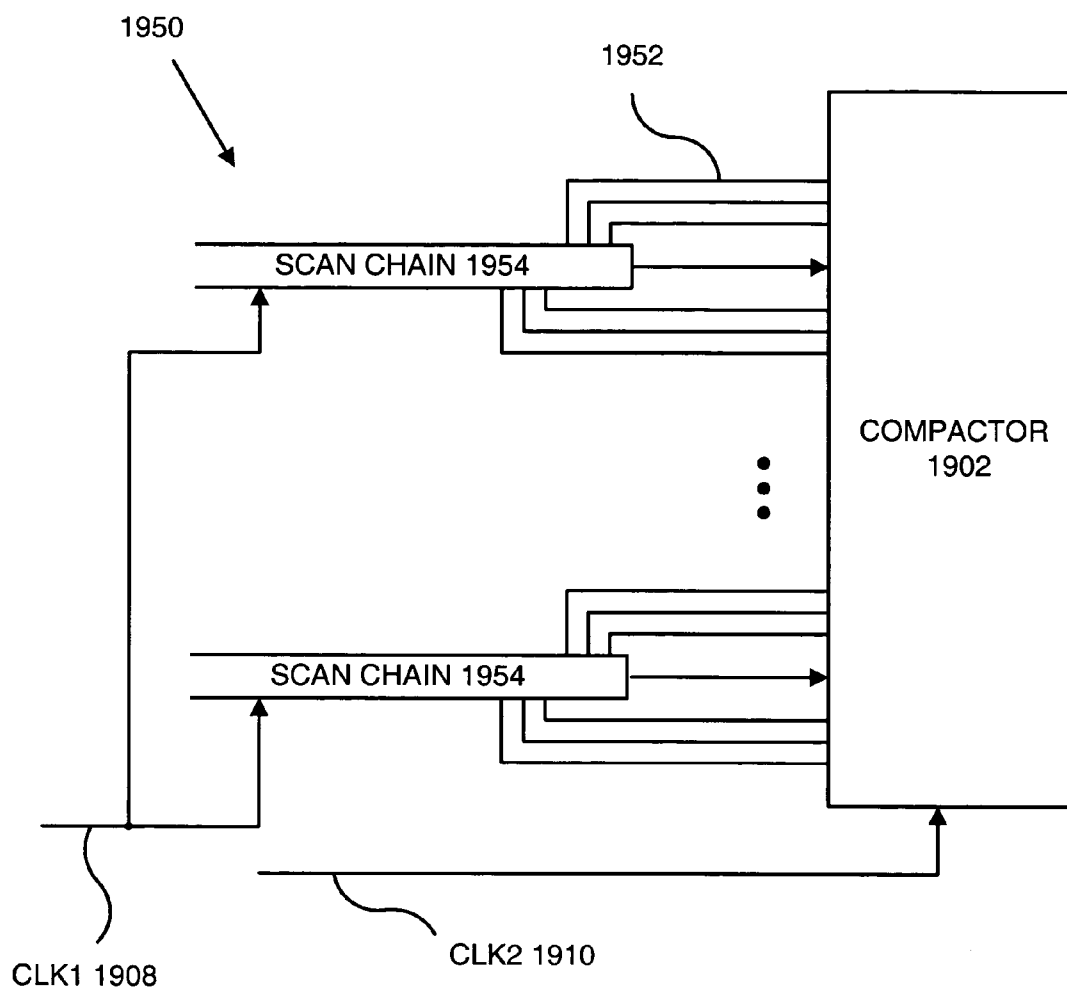 1950
1952
SCAN CHAIN 1954
COMPACTOR
1902
SCAN CHAIN 1954
CLK2 1910
CLK1 1908